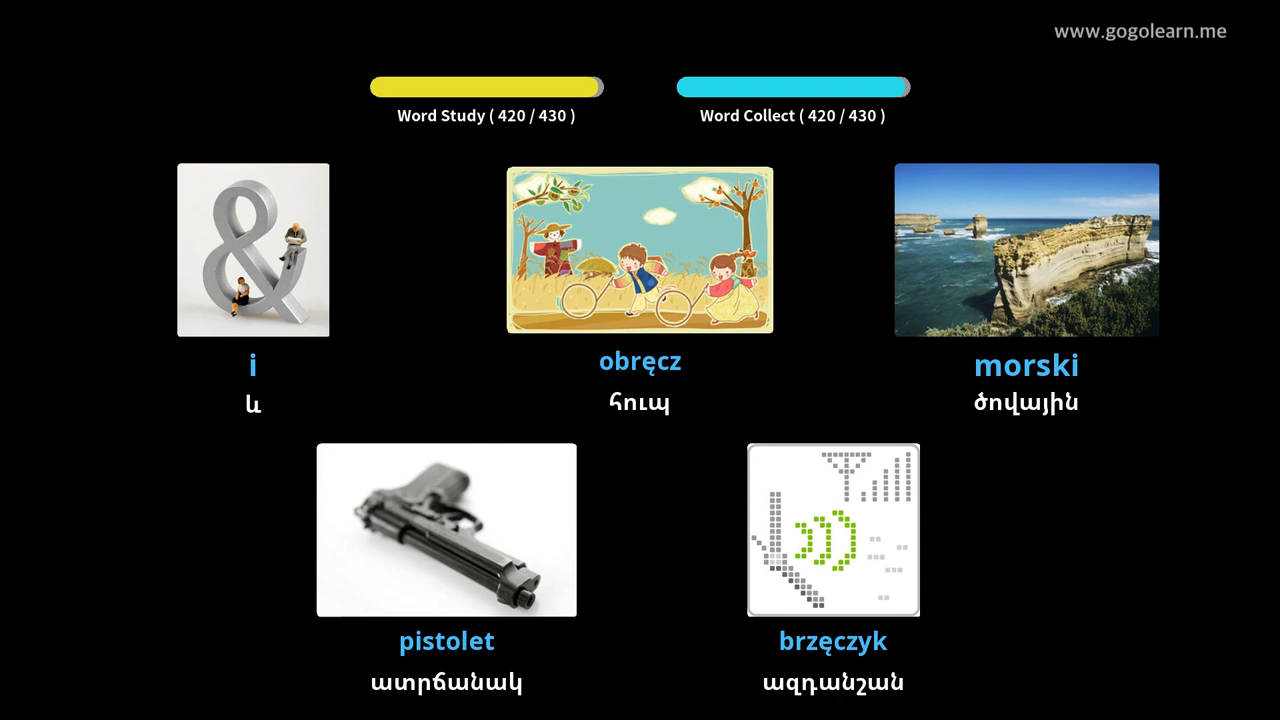 www.gogolearn.me
Word Study ( 420 / 430 )
Word Collect ( 420 / 430 )
i
և
obręcz
հուպ
morski
ծովային
pistolet
ատրճանակ
brzęczyk
ազդանշան